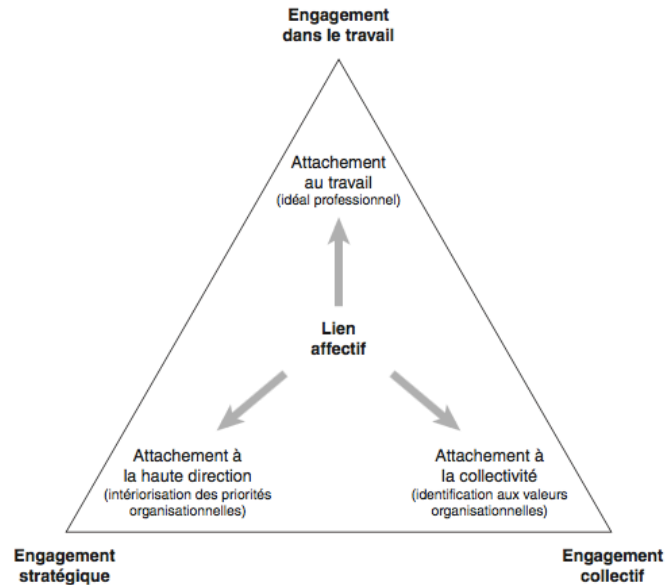 Engagement
dans le travail
Attachement
au travail
(idéal professionnel)
Lien
affectif
Attachement à
la haute direction
(intériorisation des priorités
organisationnelles)
Attachement à
la collectivité
(identification aux valeurs
organisationnelles)
Engagement
stratégique
Engagement
collectif